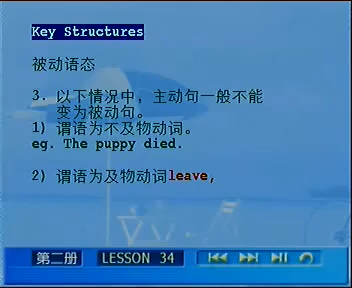 Key Structures
被动语态
3. 以下情况中，主动句一般不能
变为被动句。
1) 谓语为不及物动词。
eg. The puppy died.
2) 谓语为及物动词leave,
第二册 LESSON 34